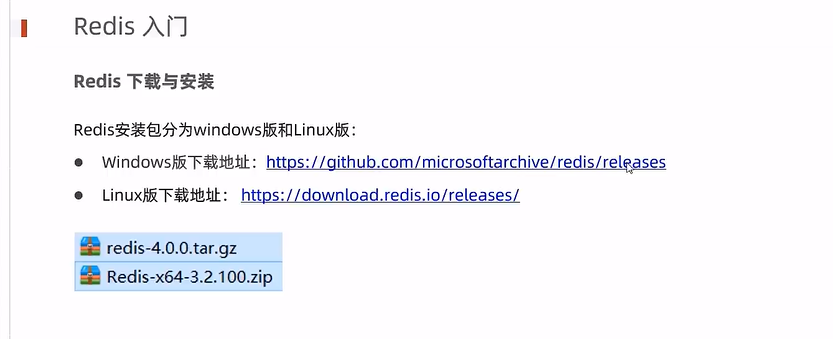 Redis 入门
Redis 下载与安装
Redis安装包分为windows版和Linux版：
● Windows版下载地址：https://github.com/microsoftarchive/redis/releases
● Linux版下载地址： https://download.redis.io/releases/
redis-4.0.0.tar.gz
Redis-x64-3.2.100.zip